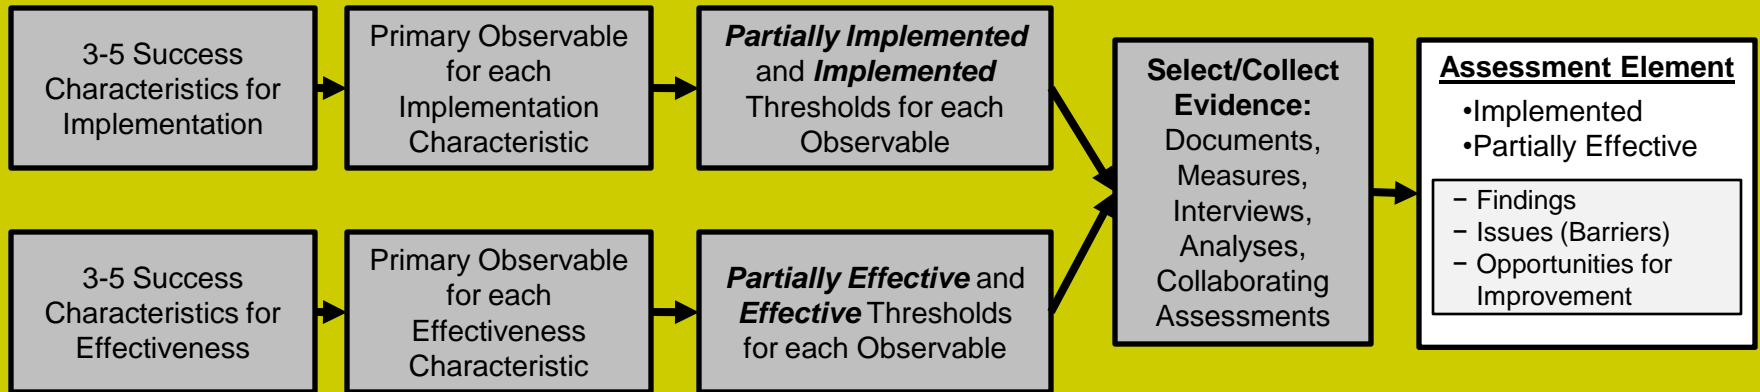 3-5 Success
Characteristics for
Implementation
Primary Observable
for each
Implementation
Characteristic
Partially Implemented
and Implemented
Thresholds for each
Observable
3-5 Success
Characteristics for
Effectiveness
Primary Observable
for each
Effectiveness
Characteristic
Partially Effective and
Effective Thresholds
for each Observable
Select/Collect
Evidence:
Documents,
Measures,
Interviews,
Analyses,
Collaborating
Assessments
Assessment Element
•Implemented
•Partially Effective
− Findings
− Issues (Barriers)
− Opportunities for
Improvement